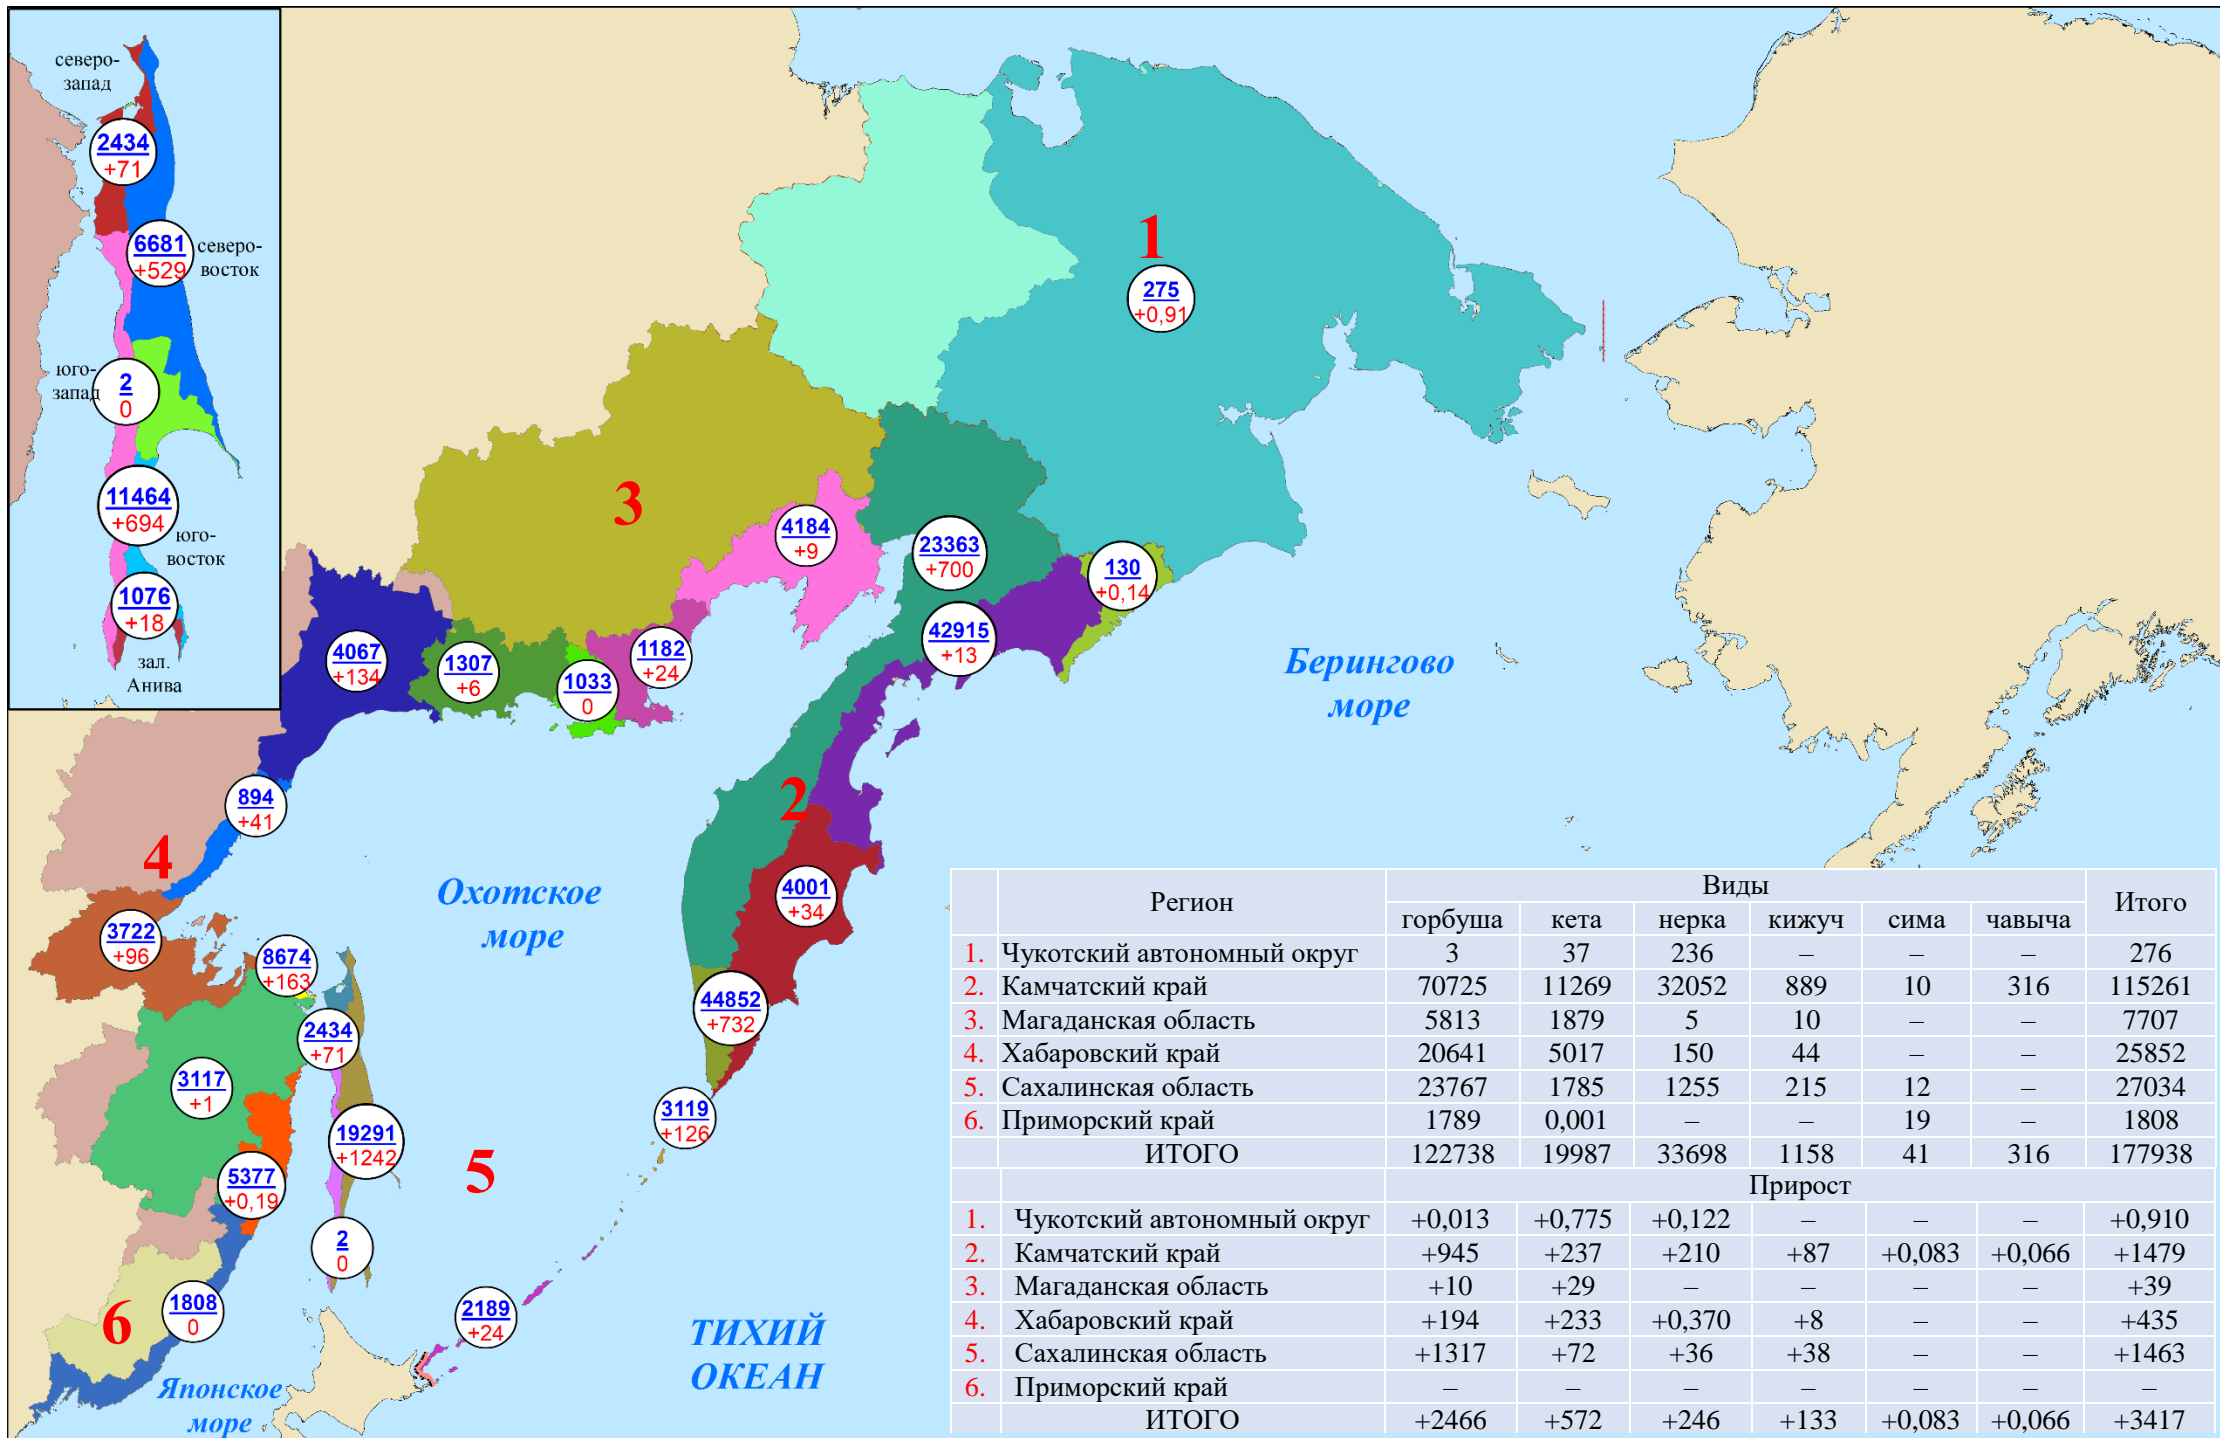 северо-
запад
2434
+71
6681
+529
северо-
восток
юго-
запад
2
0
11464
+694
юго-
восток
1076
+18
зал.
Анива
1
275
+0,91
3
4184
+9
23363
+700
130
+0,14
42915
+13
4067
+134
1307
+6
1033
0
1182
+24
Берингово
море
894
+41
4
2
Охотское
море
4001
+34
3722
+96
8674
+163
44852
+732
2434
+71
3117
+1
3119
+126
19291
+1242
5
5377
+0,19
2
0
6
1808
0
2189
+24
ТИХИЙ
ОКЕАН
Японское
море
Регион Виды Итого
горбуша кета нерка кижуч сима чавыча
1. Чукотский автономный округ 3 37 236 – – – 276
2. Камчатский край 70725 11269 32052 889 10 316 115261
3. Магаданская область 5813 1879 5 10 – – 7707
4. Хабаровский край 20641 5017 150 44 – – 25852
5. Сахалинская область 23767 1785 1255 215 12 – 27034
6. Приморский край 1789 0,001 – – 19 – 1808
ИТОГО 122738 19987 33698 1158 41 316 177938
Прирост
1. Чукотский автономный округ +0,013 +0,775 +0,122 – – – +0,910
2. Камчатский край +945 +237 +210 +87 +0,083 +0,066 +1479
3. Магаданская область +10 +29 – – – – +39
4. Хабаровский край +194 +233 +0,370 +8 – – +435
5. Сахалинская область +1317 +72 +36 +38 – – +1463
6. Приморский край – – – – – – –
ИТОГО +2466 +572 +246 +133 +0,083 +0,066 +3417